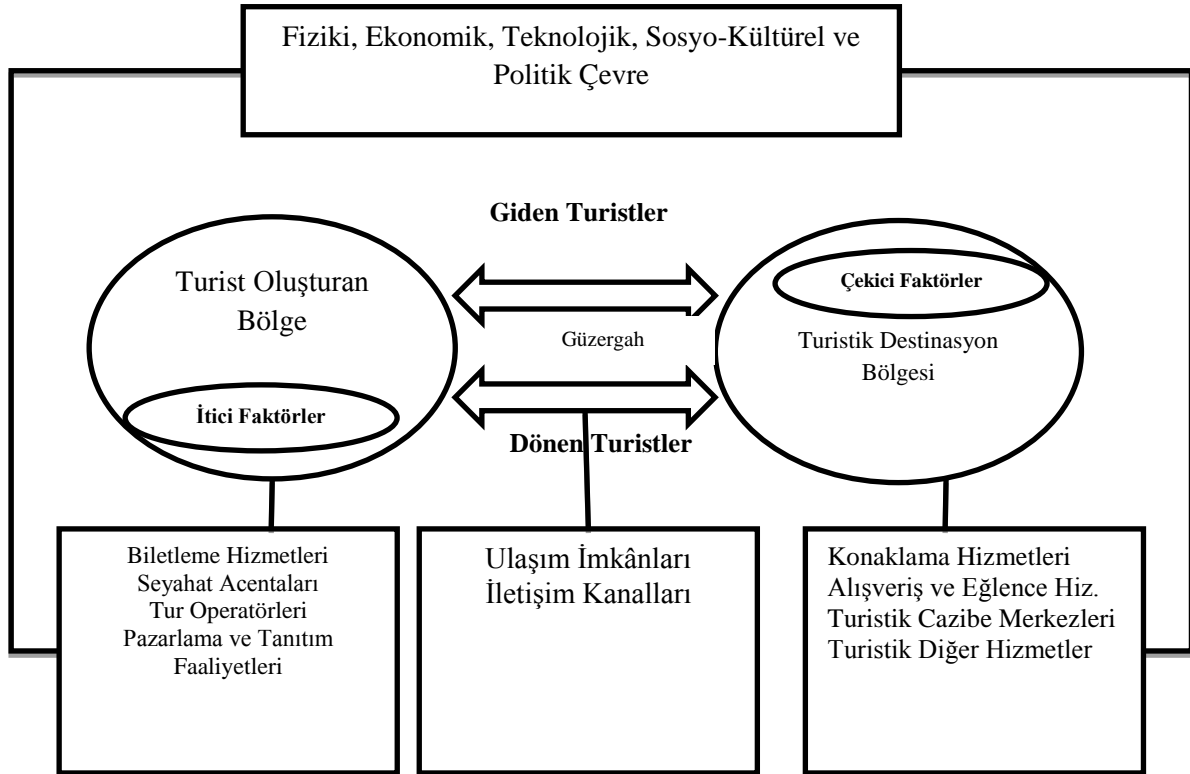 Fiziki, Ekonomik, Teknolojik, Sosyo-Kültürel ve
Politik Çevre
Giden Turistler
Turist Oluşturan
Bölge
İtici Faktörler
Güzergah
Çekici Faktörler
Turistik Destinasyon
Bölgesi
Dönen Turistler
Biletleme Hizmetleri
Seyahat Acentaları
Tur Operatörleri
Pazarlama ve Tanıtım
Faaliyetleri
Ulaşım İmkânları
İletişim Kanalları
Konaklama Hizmetleri
Alışveriş ve Eğlence Hiz.
Turistik Cazibe Merkezleri
Turistik Diğer Hizmetler